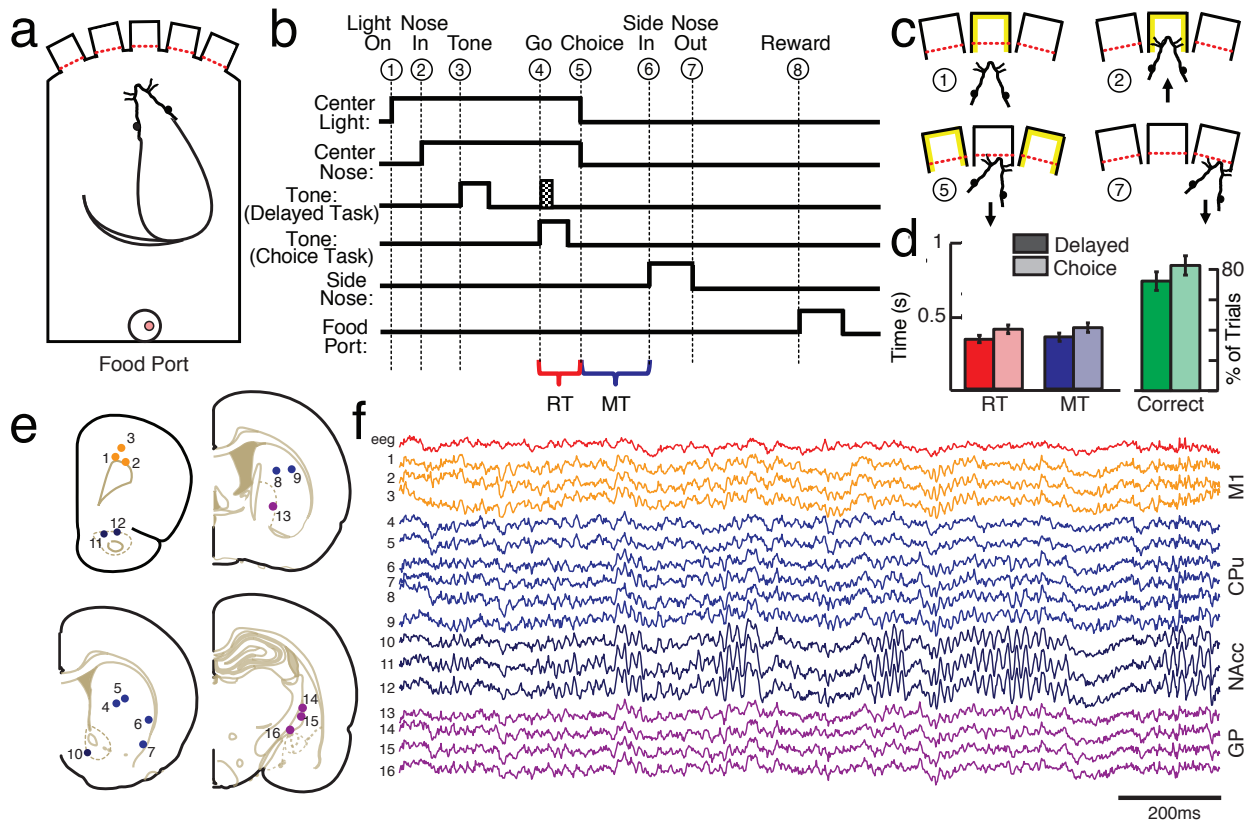 a
Food Port
b
Light On
Nose In
Tone
Go
Choice
Side In
Nose Out
Reward
1 2 3 4 5 6 7 8
Center Light:
Center Nose:
Tone: (Delayed Task)
Tone: (Choice Task)
Side Nose:
Food Port:
RT MT
c
1
2
5
7
d
1
0.5
Time (s)
Delayed
Choice
80
% of Trials
RT MT Correct
e
3
1 2
12
11
8 9
13
5
4
6
10 7
14
15
16
f
eeg
1
2
3
M1
4
5
6
7
8
9
CPu
10
11
12
NAcc
13
14
15
16
GP
200ms